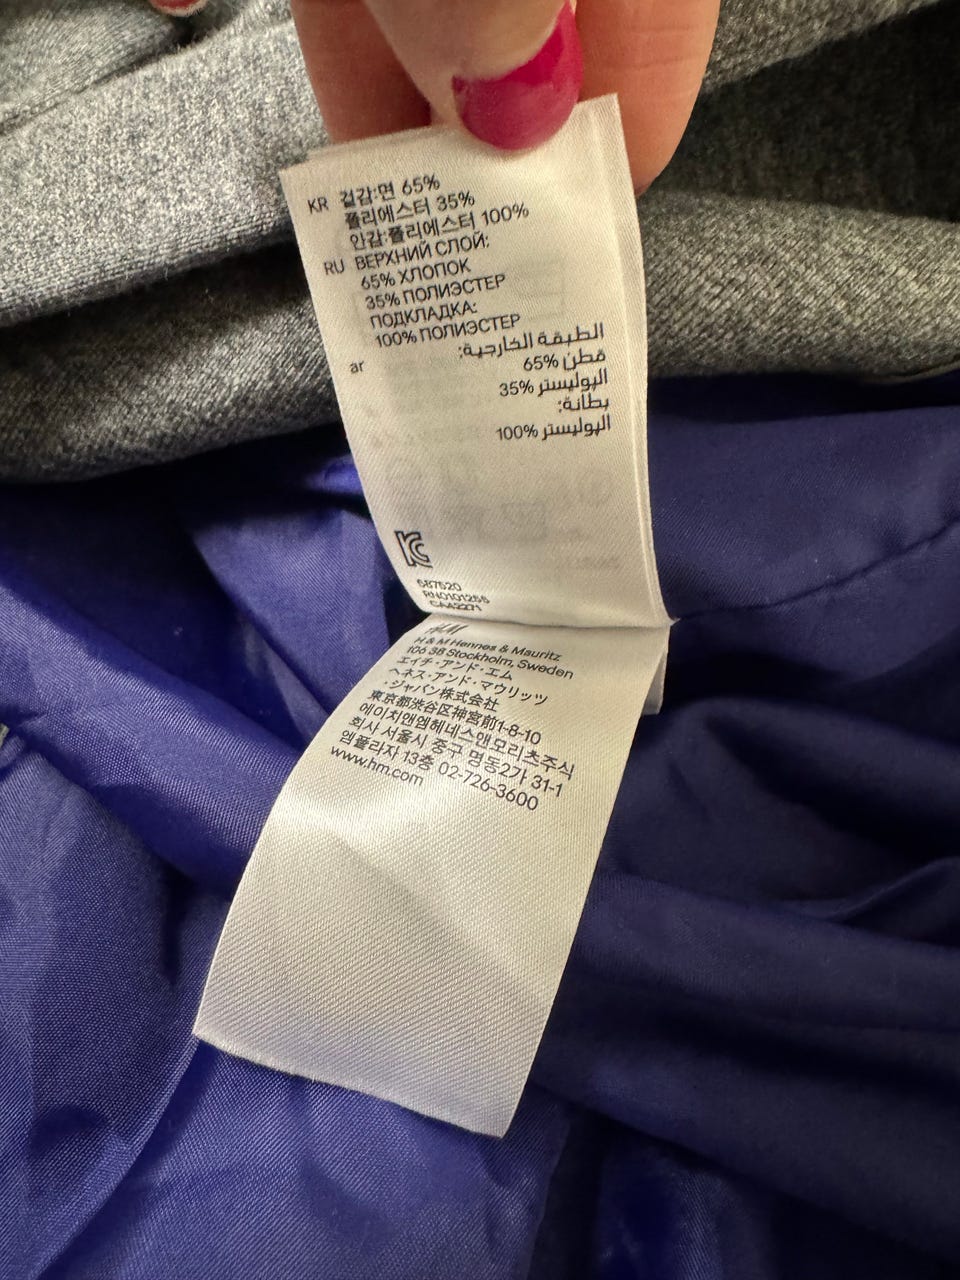 KR 겉감:면 65%
폴리에스터 35%
안감:폴리에스터 100%
RU ВЕРХНИЙ СЛОЙ:
65% ХЛОПОК
35% ПОЛИЭСТЕР
ПОДКЛАДКА:
100% ПОЛИЭСТЕР
ar الطبقة الخارجية:
قطن 65%
البوليستر 35%
بطانة:
البوليستر 100%
KC
587520
RN0101255
CA42271
H&M
H & M Hennes & Mauritz
106 38 Stockholm, Sweden
エイチ・アンド・エム
ヘネス・アンド・マウリッツ
・ジャパン株式会社
東京都渋谷区神宮前1-8-10
에이치앤엠헤네스앤모리츠주식
회사 서울시 중구 명동2가 31-1
엠플라자 13층 02-726-3600
www.hm.com